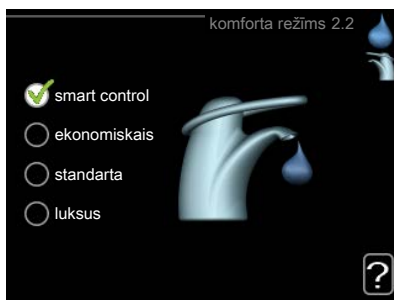 komforta režīms 2.2
smart control
ekonomiskais
standarta
luksus
?